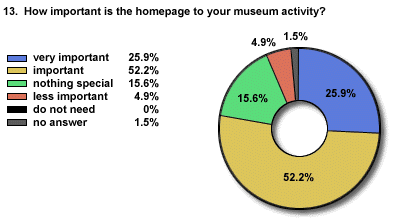 13. How important is the homepage to your museum activity?
very important 25.9%
important 52.2%
nothing special 15.6%
less important 4.9%
do not need 0%
no answer 1.5%
4.9% 1.5%
15.6% 25.9%
52.2%